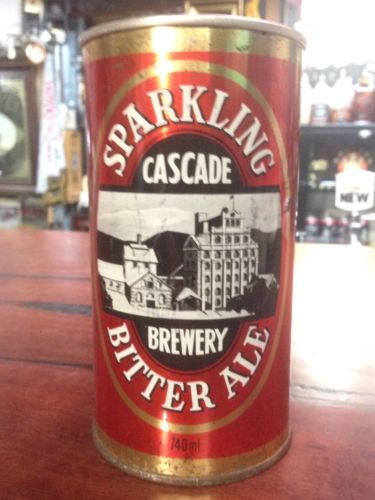 SPARKLING
CASCADE
BREWERY
BITTER ALE
740ml
NEW